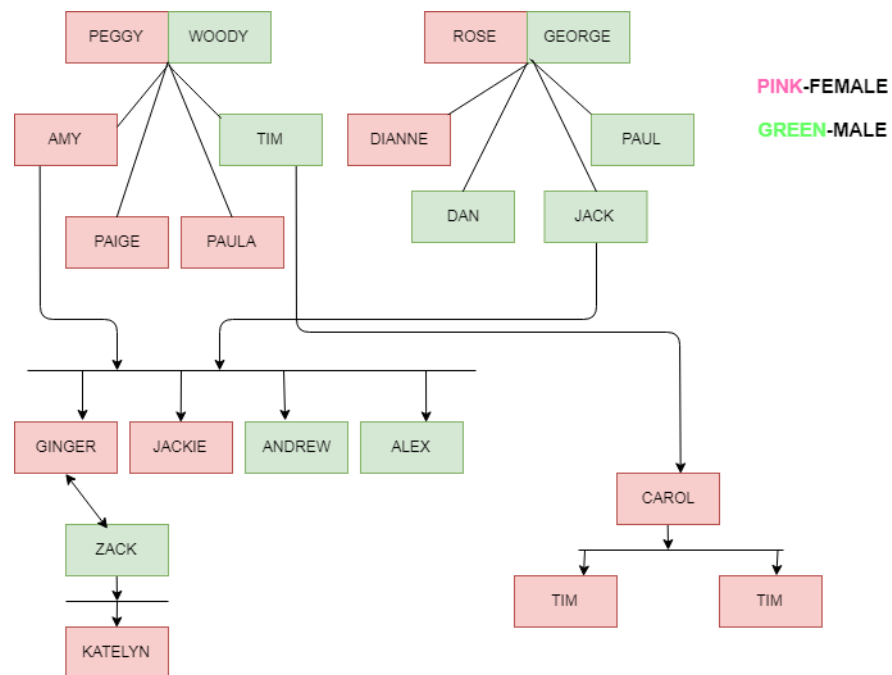 PEGGY WOODY
ROSE GEORGE
PINK-FEMALE
GREEN-MALE
AMY
TIM
DIANNE
PAUL
PAIGE
PAULA
DAN
JACK
GINGER
JACKIE
ANDREW
ALEX
CAROL
ZACK
TIM
TIM
KATELYN